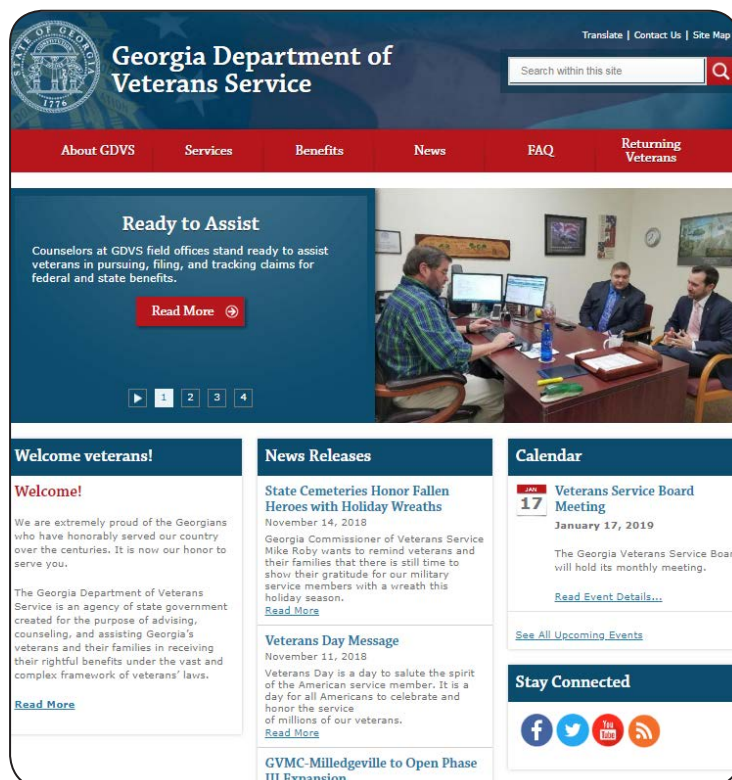 STATE OF GEORGIA
CONSTITUTION
1776
Georgia Department of
Veterans Service
Translate | Contact Us | Site Map
Search within this site
About GDVS
Services
Benefits
News
FAQ
Returning
Veterans
Ready to Assist
Counselors at GDVS field offices stand ready to assist
veterans in pursuing, filing, and tracking claims for
federal and state benefits.
Read More
1 2 3 4
Welcome veterans!
Welcome!
We are extremely proud of the Georgians
who have honorably served our country
over the centuries. It is now our honor to
serve you.
The Georgia Department of Veterans
Service is an agency of state government
created for the purpose of advising,
counseling, and assisting Georgia's
veterans and their families in receiving
their rightful benefits under the vast and
complex framework of veterans' laws.
Read More
News Releases
State Cemeteries Honor Fallen
Heroes with Holiday Wreaths
November 14, 2018
Georgia Commissioner of Veterans Service
Mike Roby wants to remind veterans and
their families that there is still time to
show their gratitude for our military
service members with a wreath this
holiday season.
Read More
Veterans Day Message
November 11, 2018
Veterans Day is a day to salute the spirit
of the American service member. It is a
day for all Americans to celebrate and
honor the service
of millions of our veterans.
Read More
GVMC-Milledgeville to Open Phase
III Expansion
Calendar
JAN
17
Veterans Service Board
Meeting
January 17, 2019
The Georgia Veterans Service Boar
will hold its monthly meeting.
Read Event Details...
See All Upcoming Events
Stay Connected
You
Tube